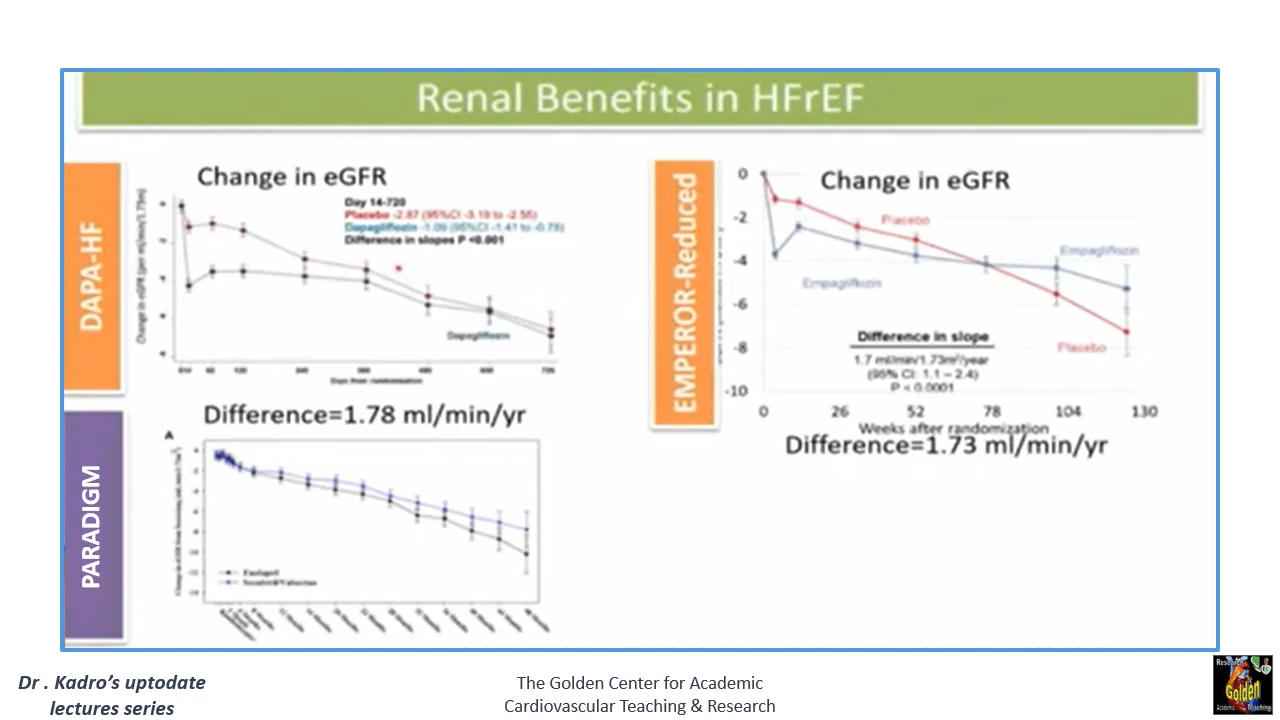 Renal Benefits in HFrEF
DAPA-HF
Change in eGFR
Day 14-720
Placebo -2.87 (95%CI -3.19 to -2.55)
Dapagliflozin -1.09 (95%CI -1.41 to -0.78)
Difference in slopes P <0.001
Change in eGFR (per ml/min/1.73m)
Dapagliflozin
Days from randomization
Difference=1.78 ml/min/yr
EMPEROR-Reduced
Change in eGFR
0
-2
-4
-6
-8
-10
Placebo
Empagliflozin
Empagliflozin
Placebo
Difference in slope
1.7 ml/min/1.73m²/year
(95% CI: 1.1 – 2.4)
P < 0.0001
0 26 52 78 104 130
Weeks after randomization
Difference=1.73 ml/min/yr
PARADIGM
A
Enalapril
Sacubitril/Valsartan
Dr . Kadro’s uptodate
lectures series
The Golden Center for Academic
Cardiovascular Teaching & Research
Research
Golden
Academic Teaching